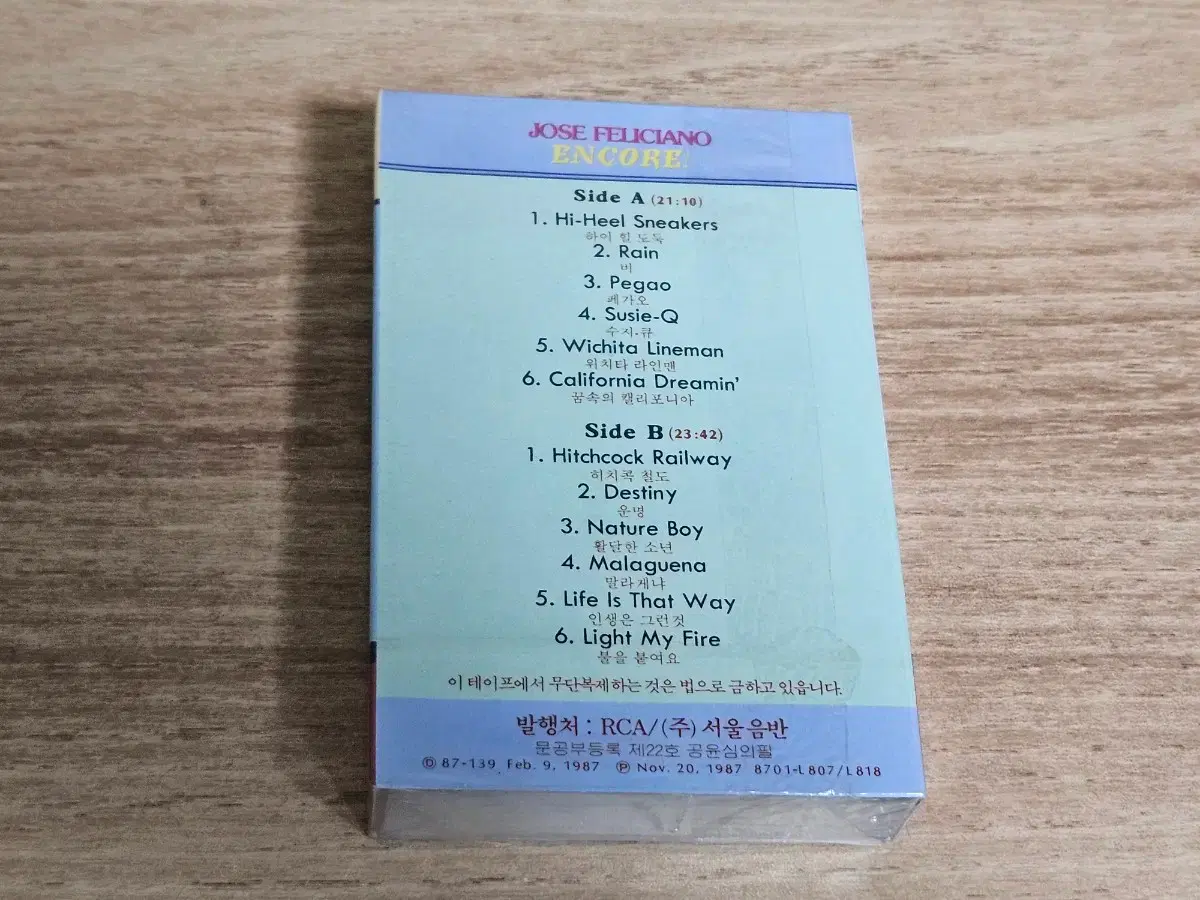 JOSE FELICIANO
ENCORE!
Side A (21:10)
1. Hi-Heel Sneakers
하이 힐 도둑
2. Rain
비
3. Pegao
페가오
4. Susie-Q
수지·큐
5. Wichita Lineman
위치타 라인맨
6. California Dreamin'
꿈속의 캘리포니아
Side B (23:42)
1. Hitchcock Railway
히치콕 철도
2. Destiny
운명
3. Nature Boy
활달한 소년
4. Malaguena
말라게냐
5. Life Is That Way
인생은 그런것
6. Light My Fire
불을 붙여요
이 테이프에서 무단복제하는 것은 법으로 금하고 있읍니다.
발행처 : RCA/(주) 서울음반
문공부등록 제22호 공윤심의필
Ⓓ 87-139, Feb. 9, 1987 Ⓟ Nov. 20, 1987 8701-L807/L818